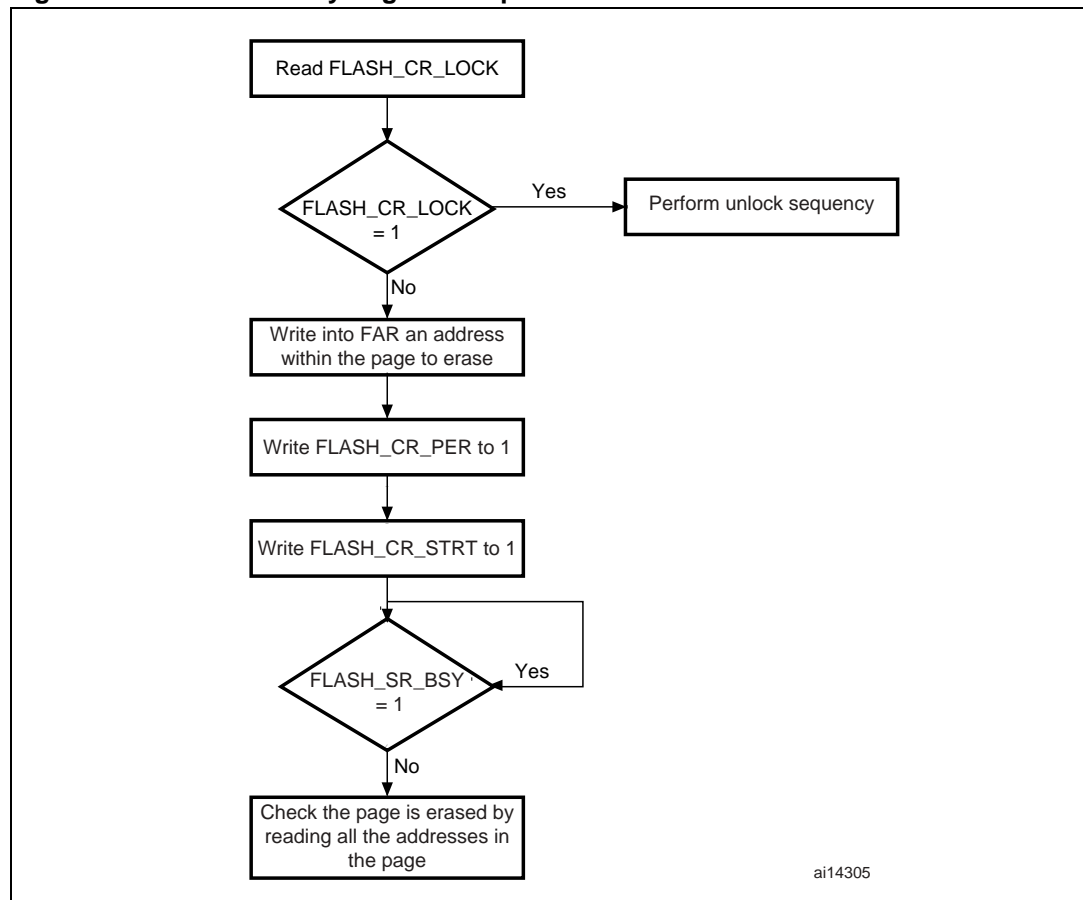 Read FLASH_CR_LOCK
FLASH_CR_LOCK
= 1
Yes
Perform unlock sequency
No
Write into FAR an address
within the page to erase
Write FLASH_CR_PER to 1
Write FLASH_CR_STRT to 1
FLASH_SR_BSY
= 1
Yes
No
Check the page is erased by
reading all the addresses in
the page
ai14305